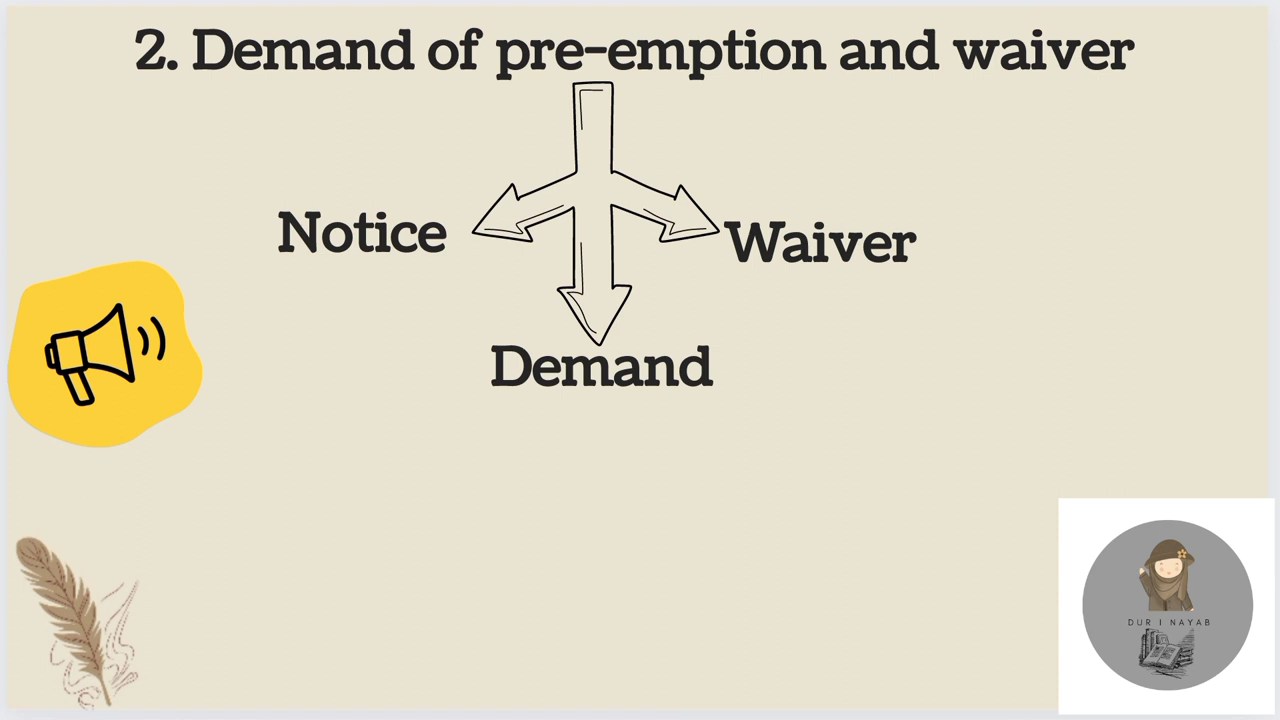 2. Demand of pre-emption and waiver
Notice
Waiver
Demand
DUR I NAYAB